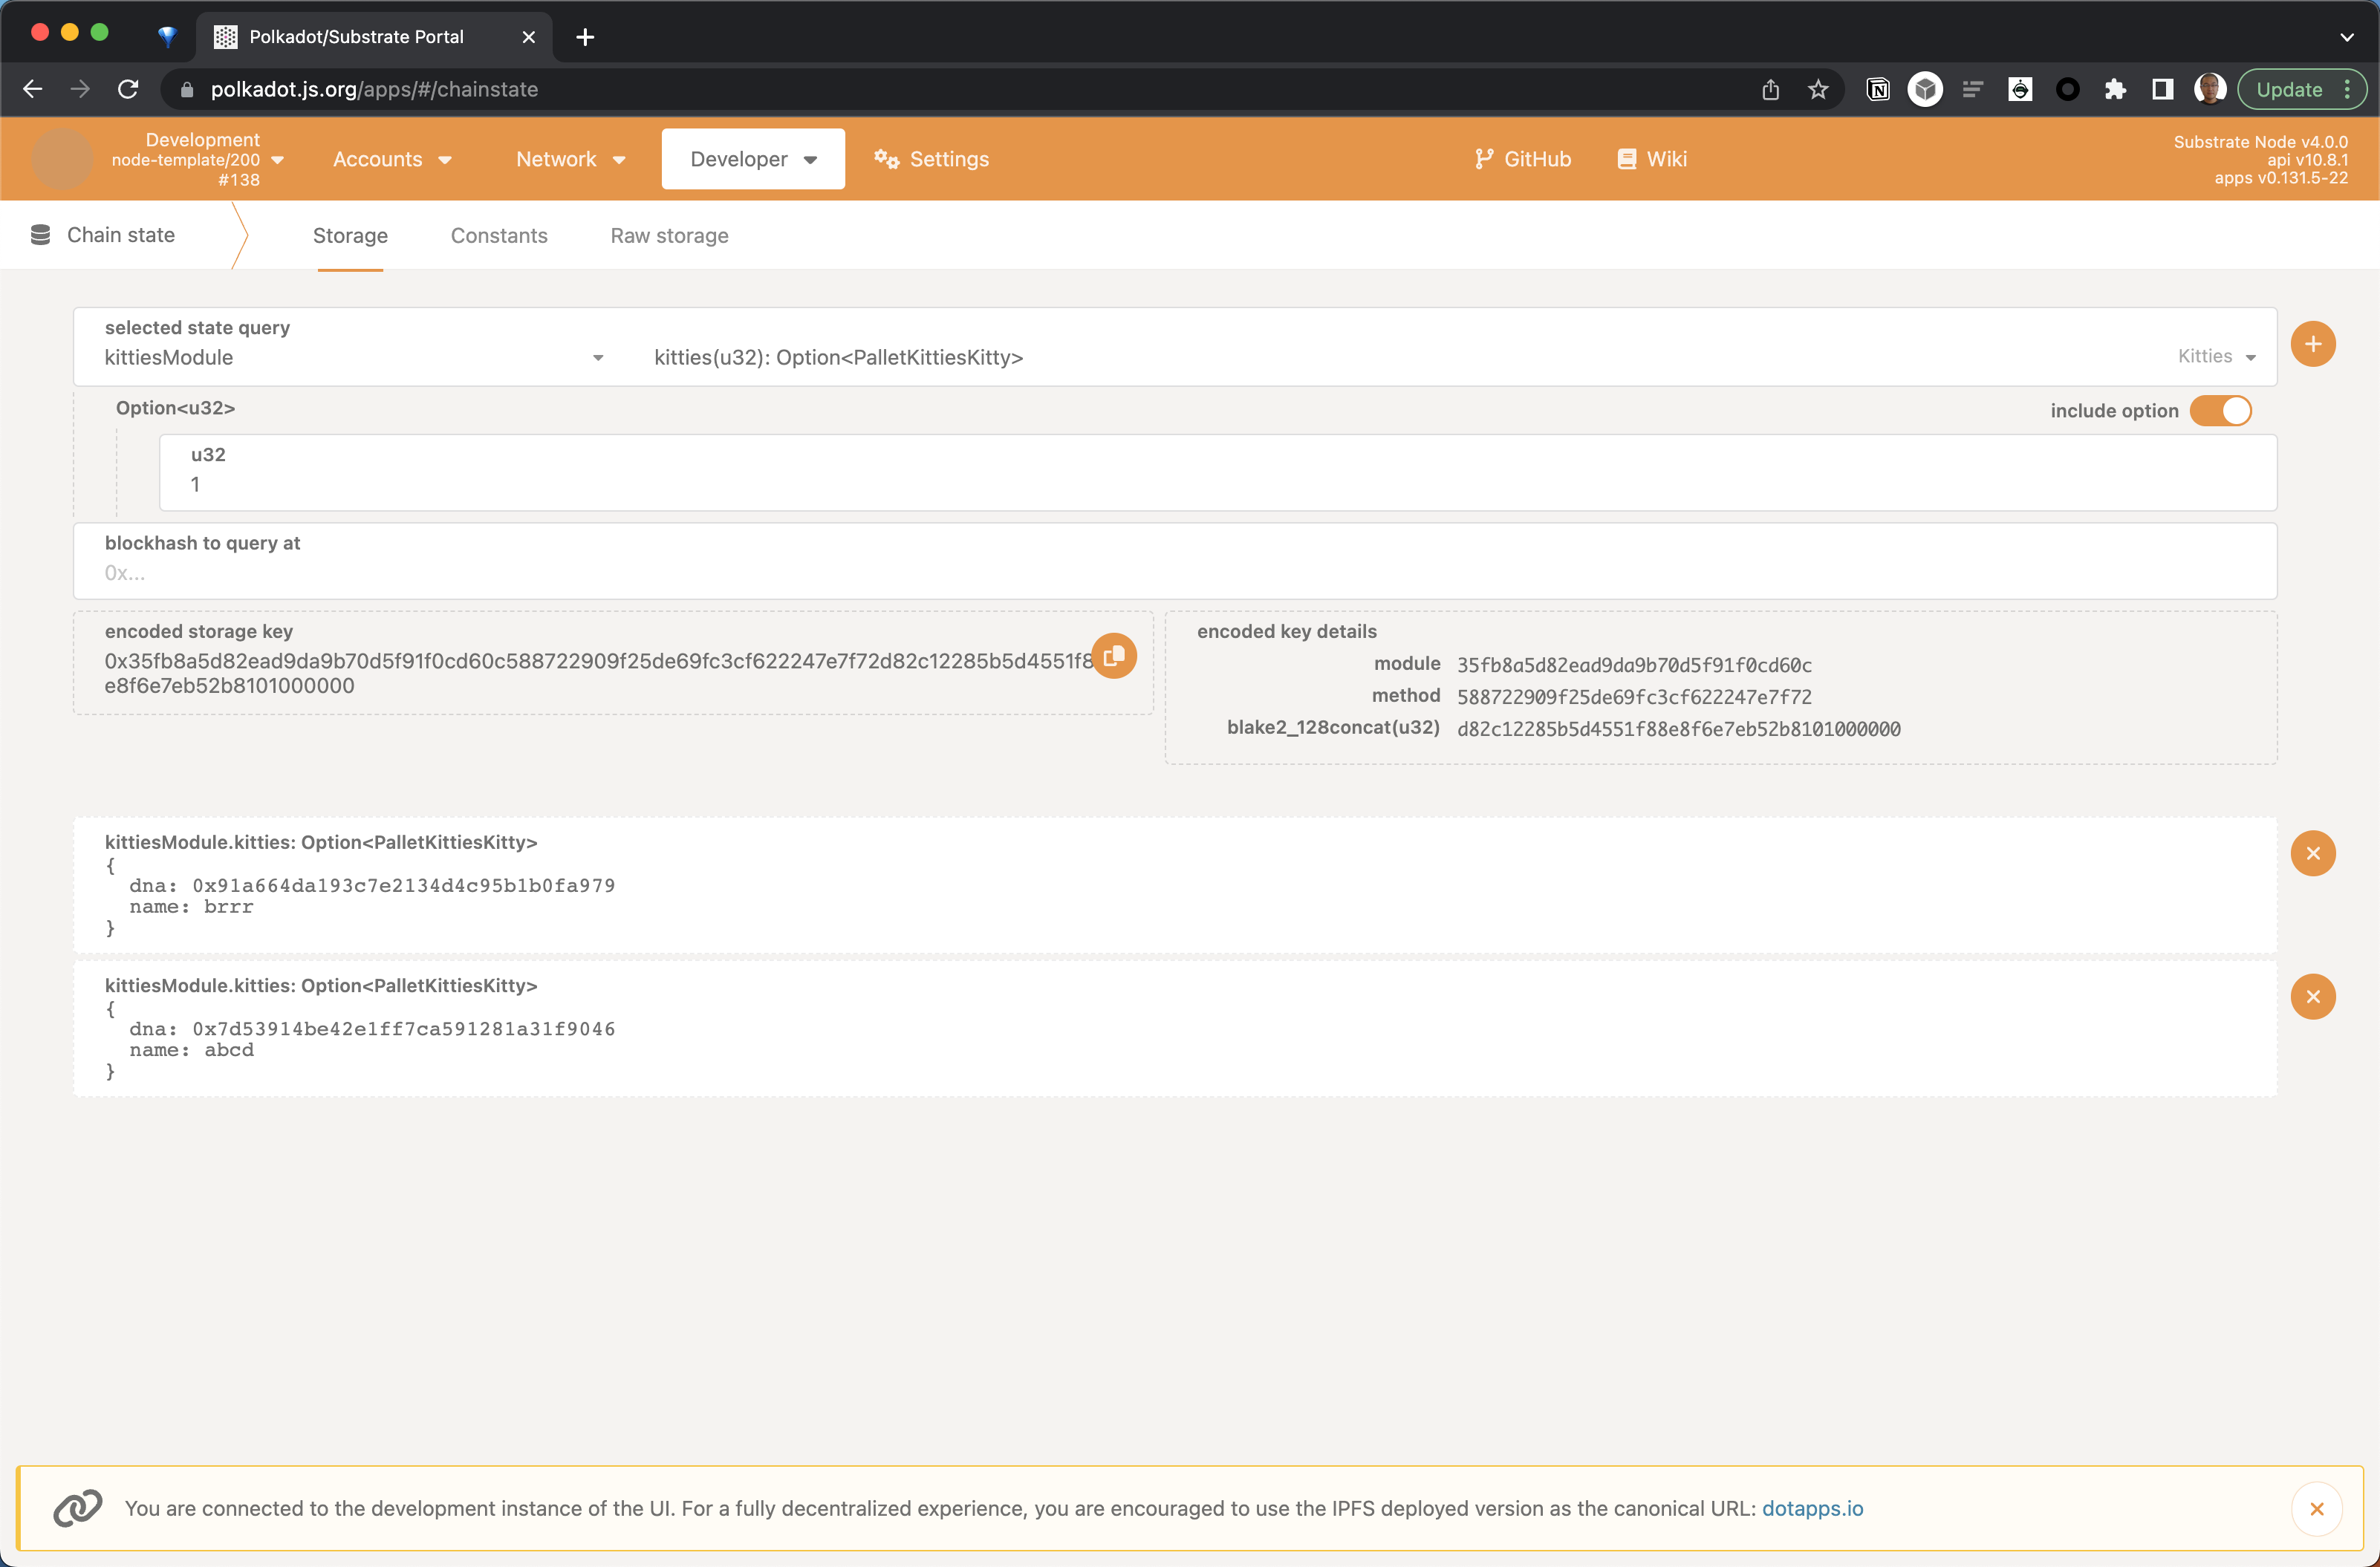 Polkadot/Substrate Portal
polkadot.js.org/apps/#/chainstate
Update
Development
node-template/200
#138
Accounts
Network
Developer
Settings
GitHub
Wiki
Substrate Node v4.0.0
api v10.8.1
apps v0.131.5-22
Chain state
Storage
Constants
Raw storage
selected state query
kittiesModule
kitties(u32): Option<PalletKittiesKitty>
Kitties
Option<u32>
include option
u32
1
blockhash to query at
0x...
encoded storage key
0x35fb8a5d82ead9da9b70d5f91f0cd60c588722909f25de69fc3cf622247e7f72d82c12285b5d4551f8
e8f6e7eb52b8101000000
encoded key details
module 35fb8a5d82ead9da9b70d5f91f0cd60c
method 588722909f25de69fc3cf622247e7f72
blake2_128concat(u32) d82c12285b5d4551f88e8f6e7eb52b8101000000
kittiesModule.kitties: Option<PalletKittiesKitty>
{
dna: 0x91a664da193c7e2134d4c95b1b0fa979
name: brrr
}
kittiesModule.kitties: Option<PalletKittiesKitty>
{
dna: 0x7d53914be42e1ff7ca591281a31f9046
name: abcd
}
You are connected to the development instance of the UI. For a fully decentralized experience, you are encouraged to use the IPFS deployed version as the canonical URL: dotapps.io